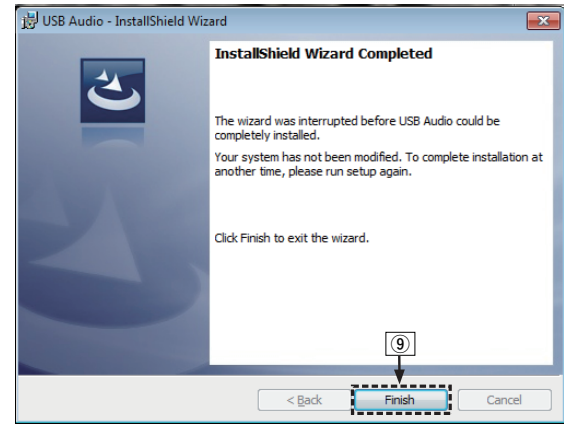 USB Audio - InstallShield Wizard
InstallShield Wizard Completed
The wizard was interrupted before USB Audio could be
completely installed.
Your system has not been modified. To complete installation at
another time, please run setup again.
Click Finish to exit the wizard.
⑨
< Back
Finish
Cancel